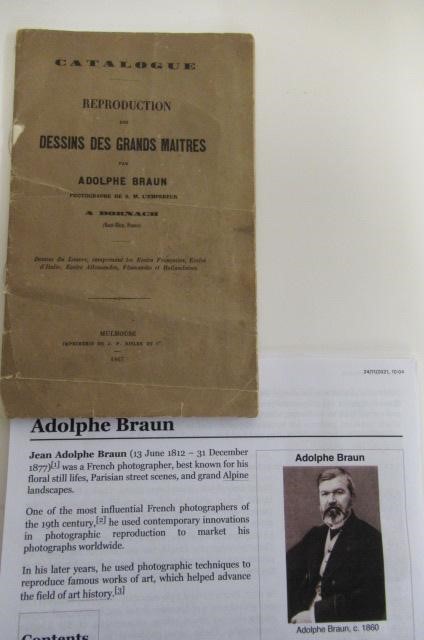 CATALOGUE
REPRODUCTION
DES
DESSINS DES GRANDS MAITRES
PAR
ADOLPHE BRAUN
PHOTOGRAPHE DE S. M. L'EMPEREUR
A DORNACH
(Haut-Rhin, France)
Dessins du Louvre, comprenant les Ecoles Françaises, Ecoles
d'Italie, Ecoles Allemandes, Flamandes et Hollandaises.
MULHOUSE
IMPRIMERIE DE J. P. RISLER ET Cie
1867
24/11/2021, 10:04
Adolphe Braun
Jean Adolphe Braun (13 June 1812 – 31 December
1877)[1] was a French photographer, best known for his
floral still lifes, Parisian street scenes, and grand Alpine
landscapes.
One of the most influential French photographers of
the 19th century,[2] he used contemporary innovations
in photographic reproduction to market his
photographs worldwide.
In his later years, he used photographic techniques to
reproduce famous works of art, which helped advance
the field of art history.[3]
Contents
Adolphe Braun
Adolphe Braun, c. 1860